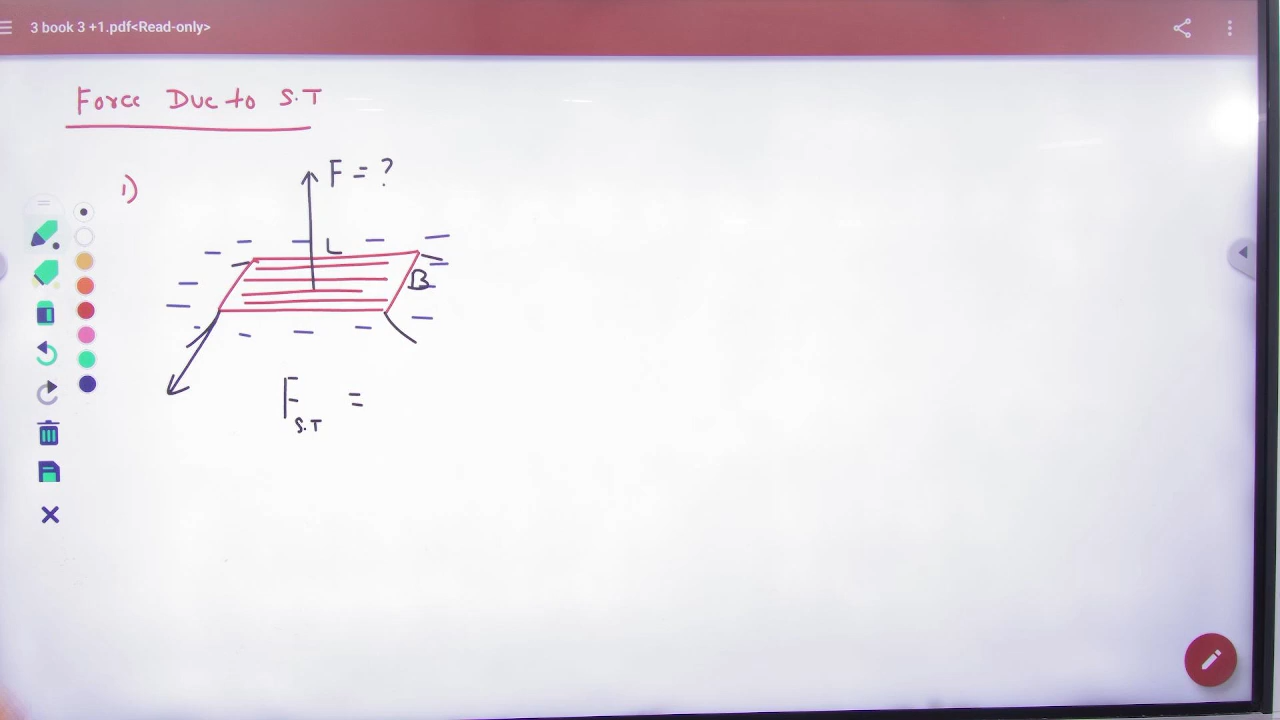 3 book 3 +1.pdf<Read-only>
Force Due to S.T
1)
F = ?
L
B
F S.T =